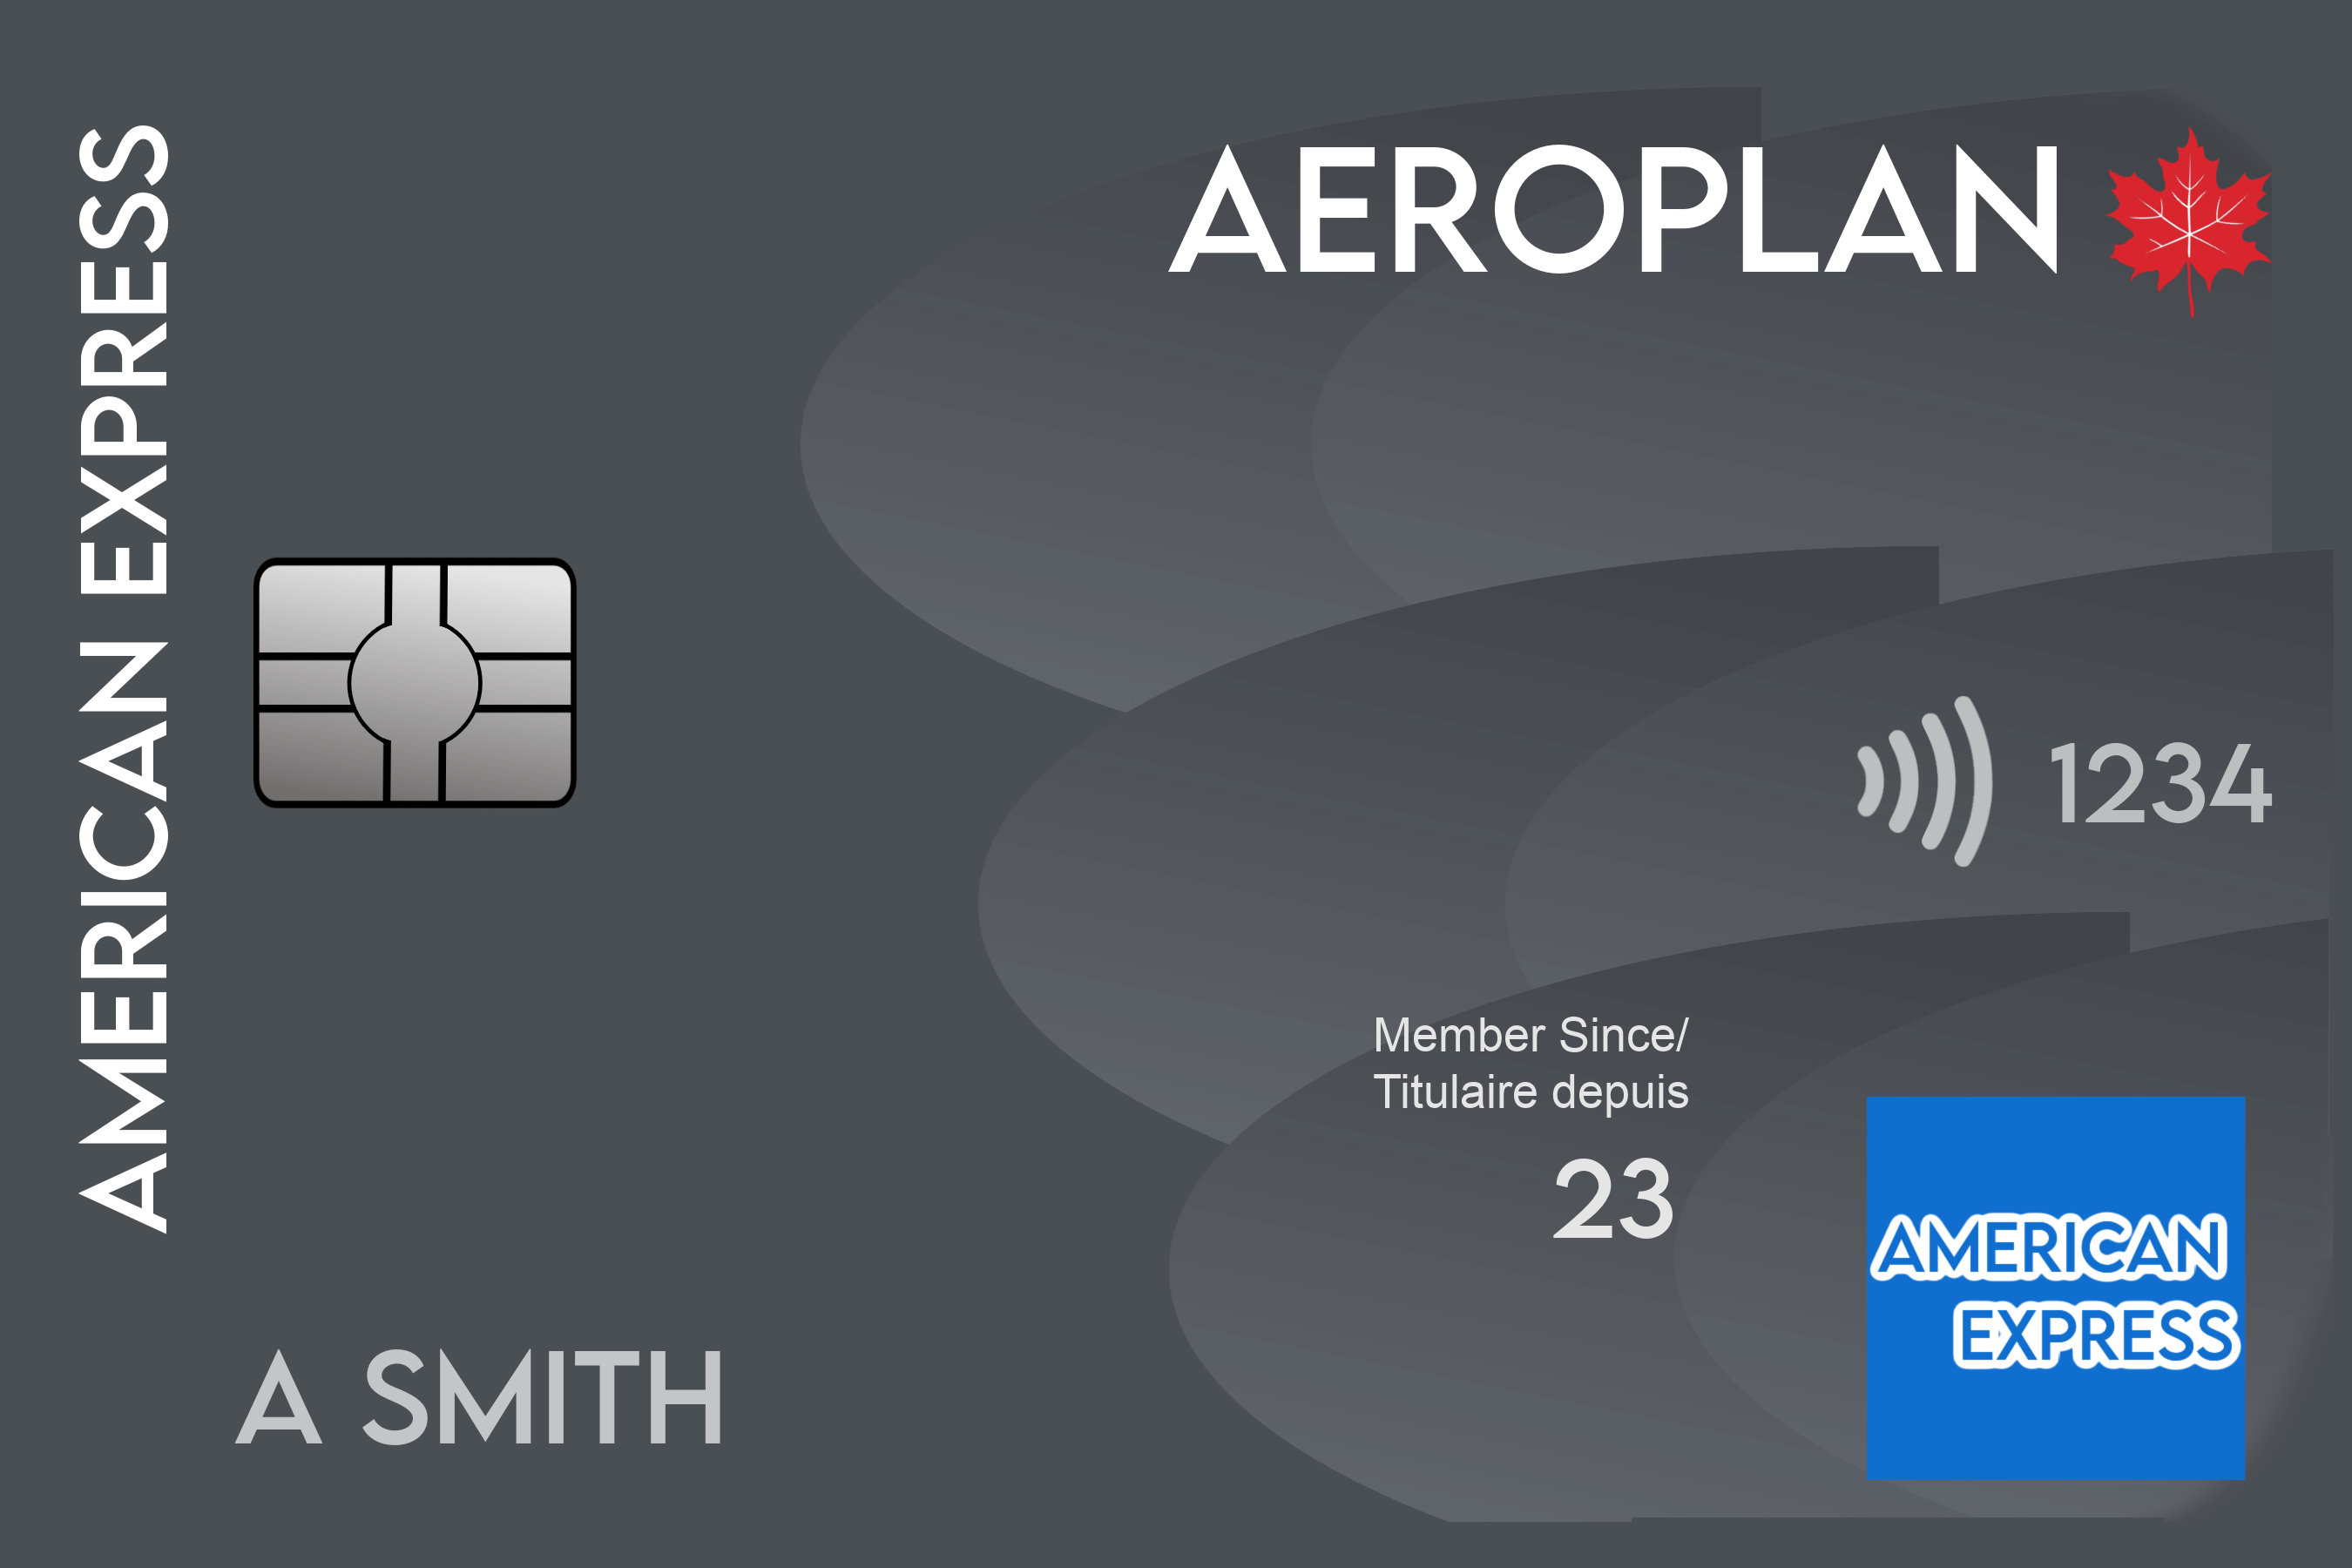 AMERICAN EXPRESS
AEROPLAN
1234
Member Since/
Titulaire depuis
23
A SMITH
AMERICAN
EXPRESS